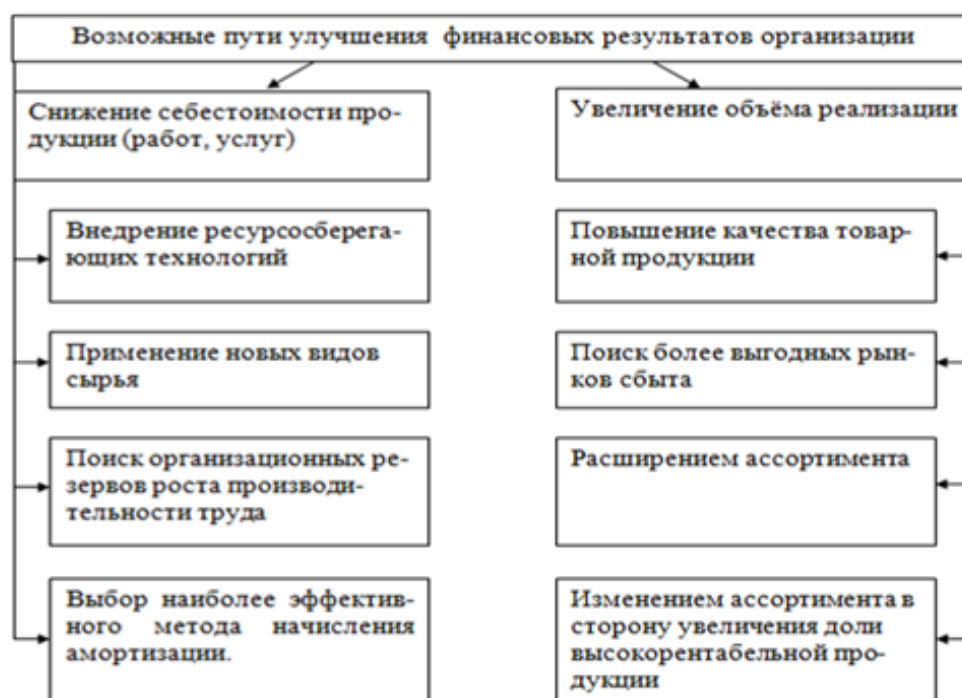 Возможные пути улучшения финансовых результатов организации
Снижение себестоимости про-
дукции (работ, услуг)
Увеличение объёма реализации
Внедрение ресурсосберега-
ющих технологий
Повышение качества товар-
ной продукции
Применение новых видов
сырья
Поиск более выгодных рын-
ков сбыта
Поиск организационных ре-
зервов роста производи-
тельности труда
Расширением ассортимента
Выбор наиболее эффектив-
ного метода начисления
амортизации.
Изменением ассортимента в
сторону увеличения доли
высокорентабельной про-
дукции